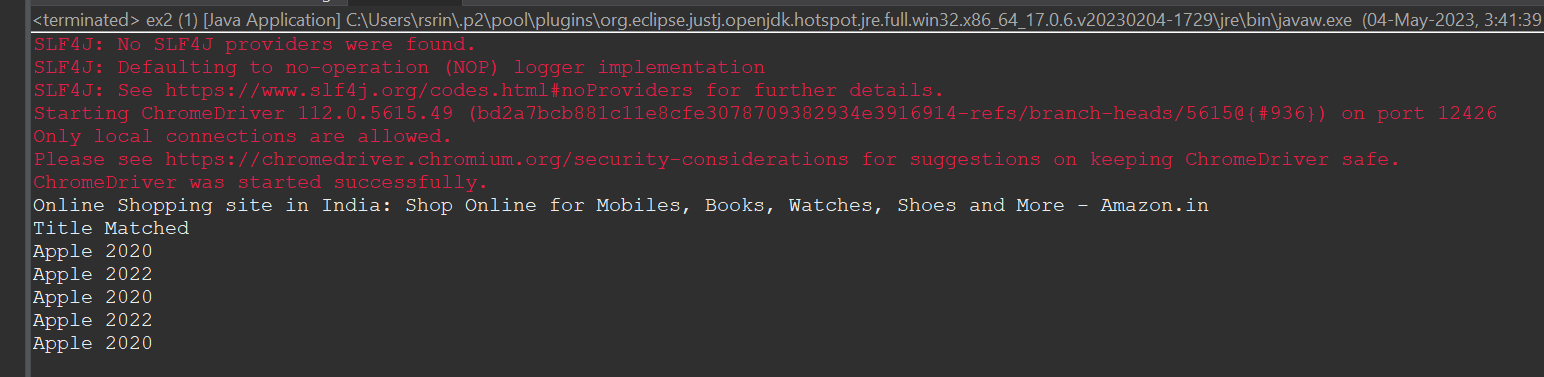 <terminated> ex2 (1) [Java Application] C:\Users\rsrin\.p2\pool\plugins\org.eclipse.justj.openjdk.hotspot.jre.full.win32.x86_64_17.0.6.v20230204-1729\jre\bin\javaw.exe (04-May-2023, 3:41:39
SLF4J: No SLF4J providers were found.
SLF4J: Defaulting to no-operation (NOP) logger implementation
SLF4J: See https://www.slf4j.org/codes.html#noProviders for further details.
Starting ChromeDriver 112.0.5615.49 (bd2a7bcb881c11e8cfe3078709382934e3916914-refs/branch-heads/5615@{#936}) on port 12426
Only local connections are allowed.
Please see https://chromedriver.chromium.org/security-considerations for suggestions on keeping ChromeDriver safe.
ChromeDriver was started successfully.
Online Shopping site in India: Shop Online for Mobiles, Books, Watches, Shoes and More - Amazon.in
Title Matched
Apple 2020
Apple 2022
Apple 2020
Apple 2022
Apple 2020